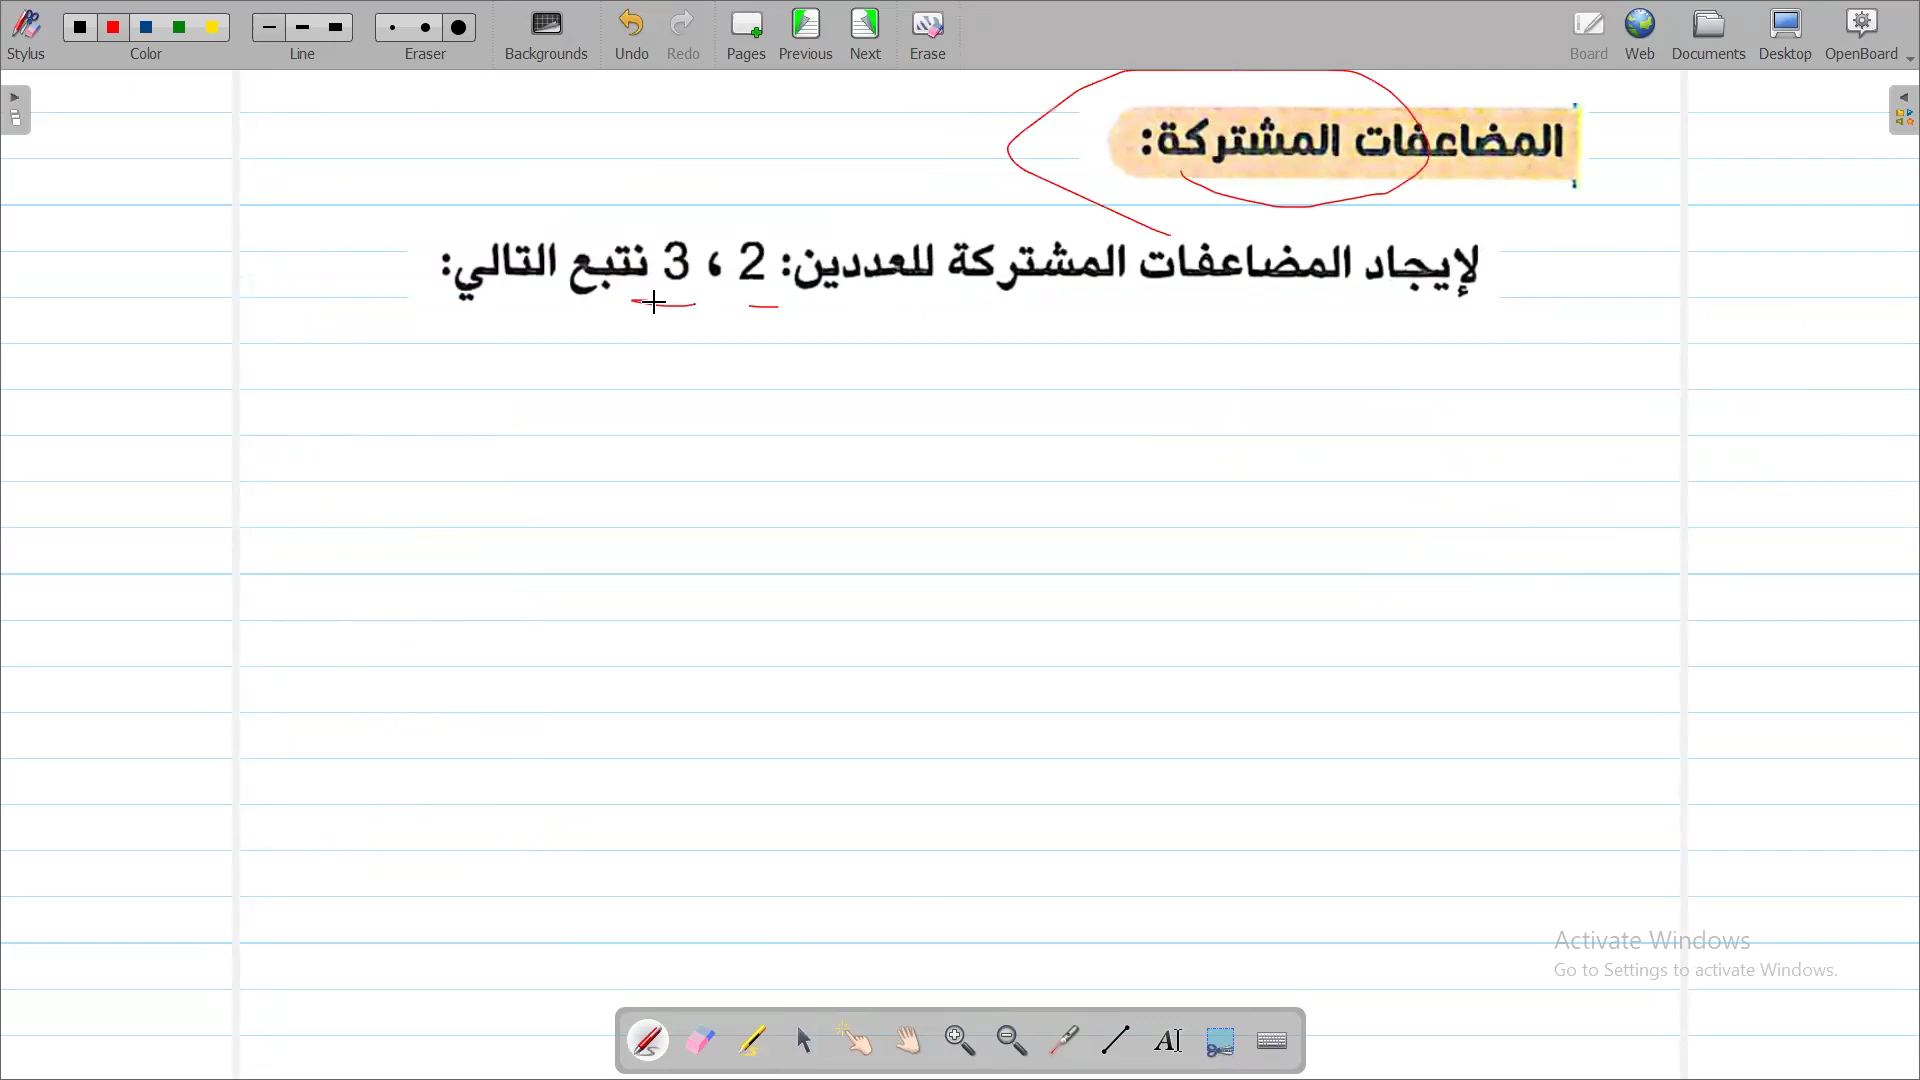 Stylus
Color
Line
Eraser
Backgrounds
Undo
Redo
Pages
Previous
Next
Erase
Board
Web
Documents
Desktop
OpenBoard
المضاعفات المشتركة:
لإيجاد المضاعفات المشتركة للعددين: 2 ، 3 نتبع التالي:
Activate Windows
Go to Settings to activate Windows.
A